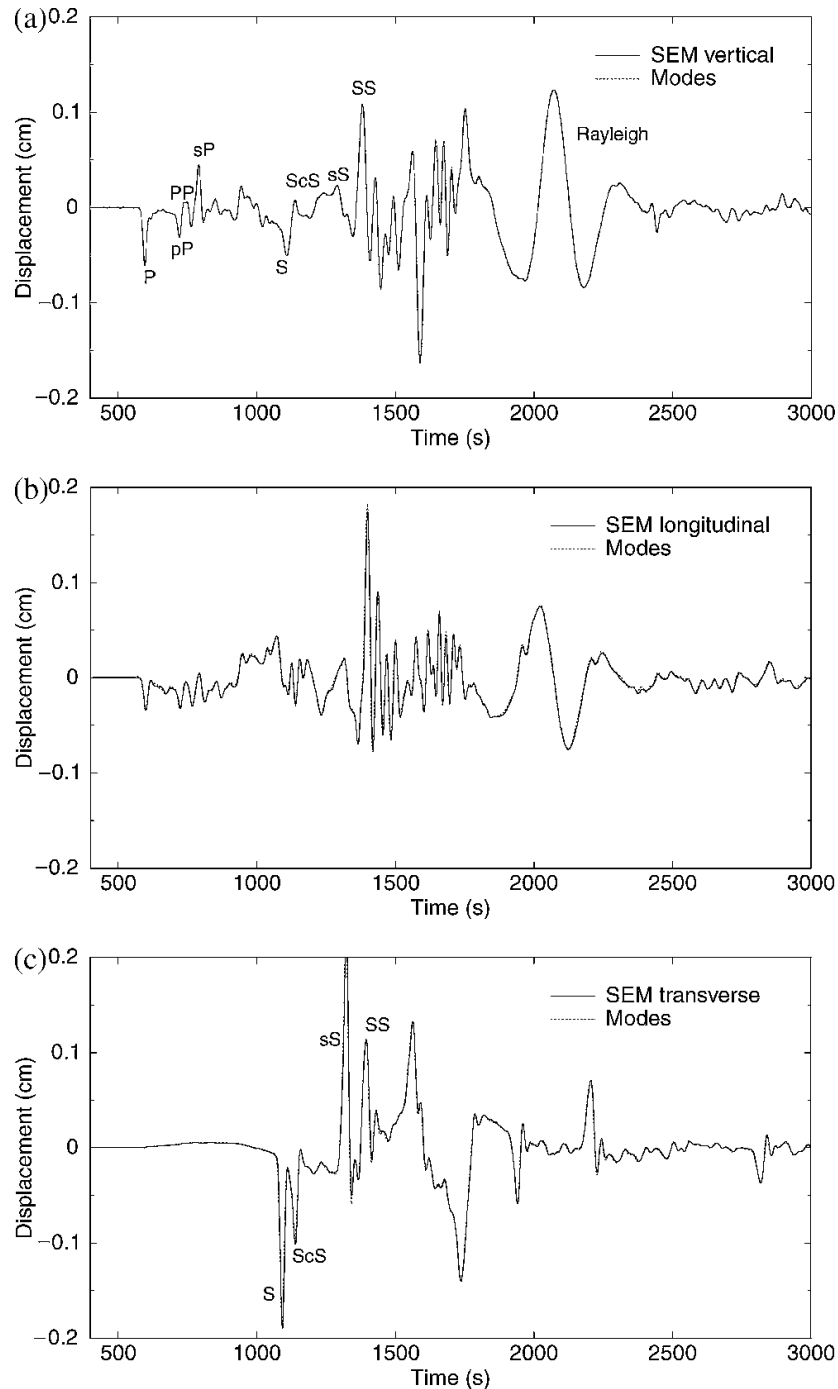 (a)
0.2
0.1
0
−0.1
−0.2
Displacement (cm)
SEM vertical
Modes
P
pP
PP
sP
S
ScS
sS
SS
Rayleigh
500 1000 1500 2000 2500 3000
Time (s)
(b)
0.2
0.1
0
−0.1
−0.2
Displacement (cm)
SEM longitudinal
Modes
500 1000 1500 2000 2500 3000
Time (s)
(c)
0.2
0.1
0
−0.1
−0.2
Displacement (cm)
SEM transverse
Modes
S
ScS
sS
SS
500 1000 1500 2000 2500 3000
Time (s)